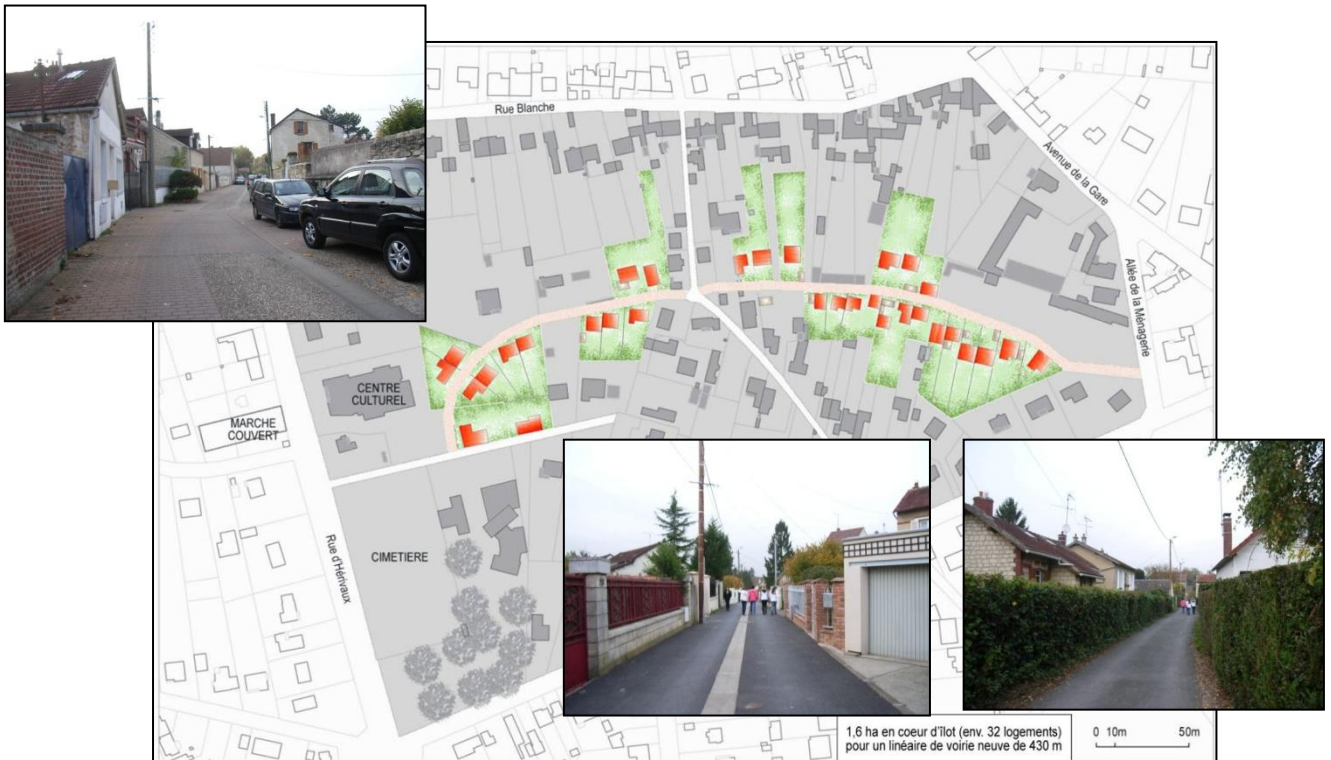 Rue Blanche
Avenue de la Gare
Allée de la Ménagerie
CENTRE
CULTUREL
MARCHE
COUVERT
CIMETIERE
Rue d'Hérivaux
1,6 ha en coeur d'îlot (env. 32 logements)
pour un linéaire de voirie neuve de 430 m
0 10m 50m